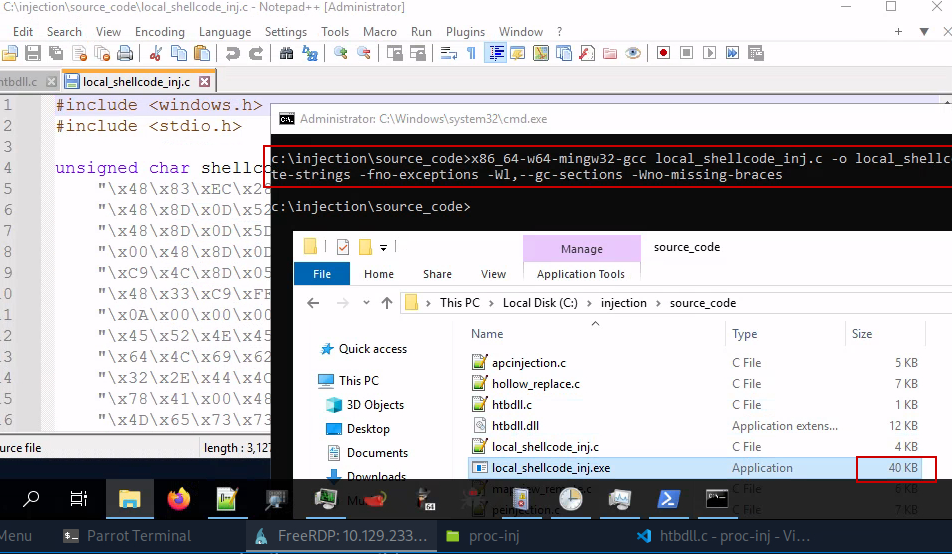 C:\injection\source_code\local_shellcode_inj.c - Notepad++ [Administrator]
Edit Search View Encoding Language Settings Tools Macro Run Plugins Window ?
htbdll.c local_shellcode_inj.c
1 #include <windows.h>
2 #include <stdio.h>
3
4 unsigned char shellco
5 "\x48\x83\xEC\x28
6 "\x48\x8D\x0D\x52
7 "\x48\x8D\x0D\x5D
8 "\x00\x48\x8D\x0D
9 "\xC9\x4C\x8D\x05
10 "\x48\x33\xC9\xFF
11 "\x0A\x00\x00\x00
12 "\x45\x52\x4E\x45
13 "\x64\x4C\x69\x62
14 "\x32\x2E\x44\x4C
15 "\x78\x41\x00\x48
16 "\x4D\x65\x73\x73
urce file length : 3,127
Administrator: C:\Windows\system32\cmd.exe
c:\injection\source_code>x86_64-w64-mingw32-gcc local_shellcode_inj.c -o local_shellc
te-strings -fno-exceptions -Wl,--gc-sections -Wno-missing-braces
c:\injection\source_code>
Manage source_code
File Home Share View Application Tools
This PC > Local Disk (C:) > injection > source_code
Quick access
This PC
3D Objects
Desktop
Documents
Downloads
Name Type Size
apcinjection.c C File 5 KB
hollow_replace.c C File 7 KB
htbdll.c C File 1 KB
htbdll.dll Application extens... 12 KB
local_shellcode_inj.c C File 4 KB
local_shellcode_inj.exe Application 40 KB
C File 6 KB
peinjection.c C File
64
Menu Parrot Terminal FreeRDP: 10.129.233... proc-inj htbdll.c - proc-inj - Vi...